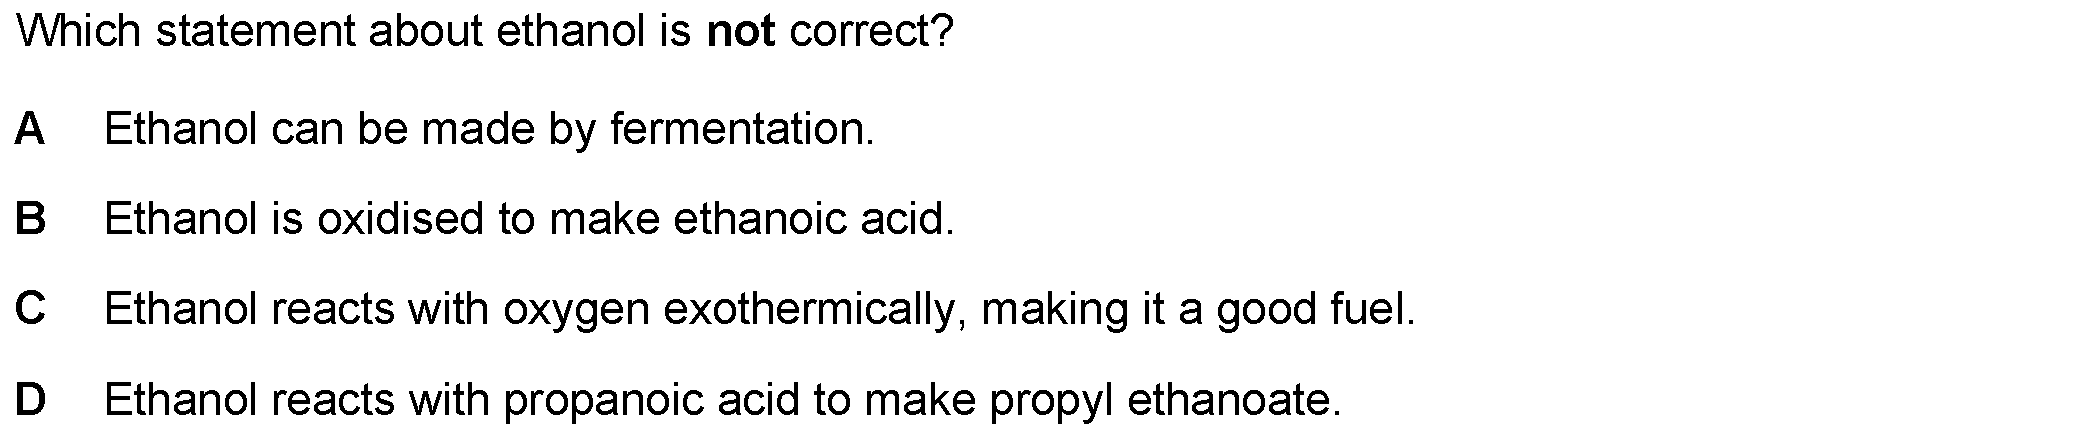 Which statement about ethanol is not correct?
A Ethanol can be made by fermentation.
B Ethanol is oxidised to make ethanoic acid.
C Ethanol reacts with oxygen exothermically, making it a good fuel.
D Ethanol reacts with propanoic acid to make propyl ethanoate.